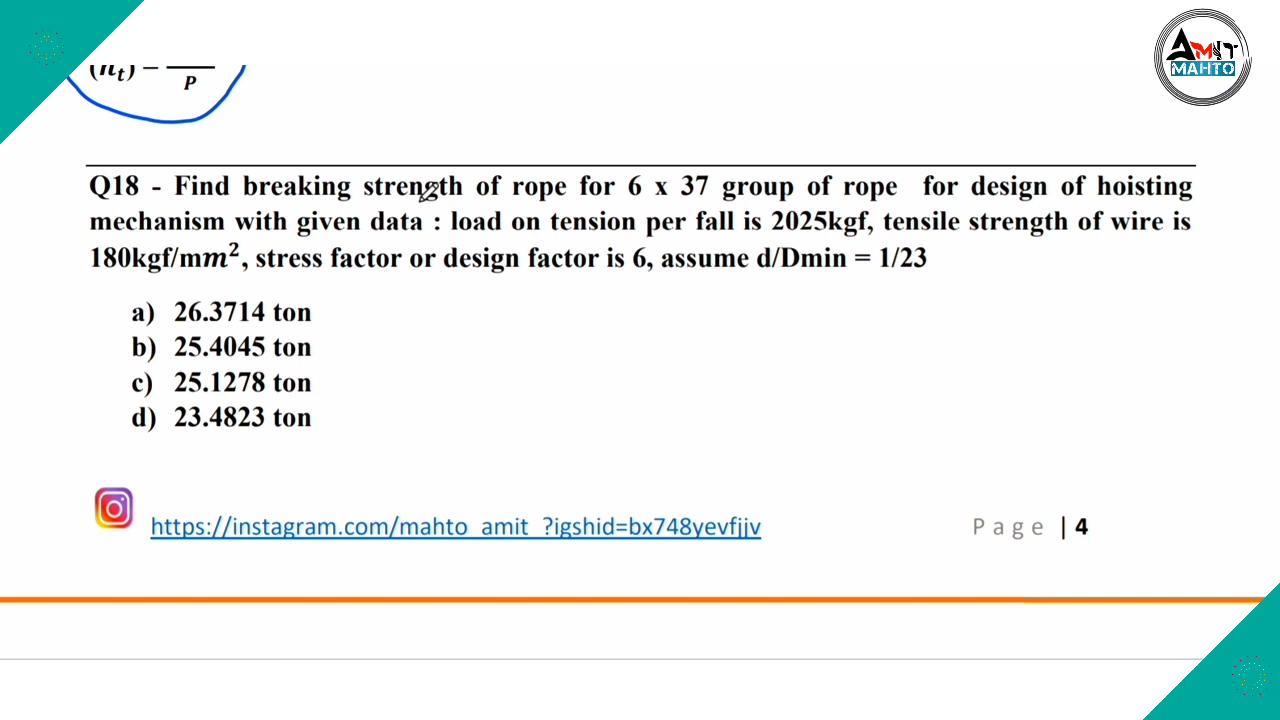 AMIT
MAHTO
P
Q18 - Find breaking strength of rope for 6 x 37 group of rope for design of hoisting
mechanism with given data : load on tension per fall is 2025kgf, tensile strength of wire is
180kgf/m𝑚², stress factor or design factor is 6, assume d/Dmin = 1/23
a) 26.3714 ton
b) 25.4045 ton
c) 25.1278 ton
d) 23.4823 ton
https://instagram.com/mahto_amit_?igshid=bx748yevfjjv
Page | 4